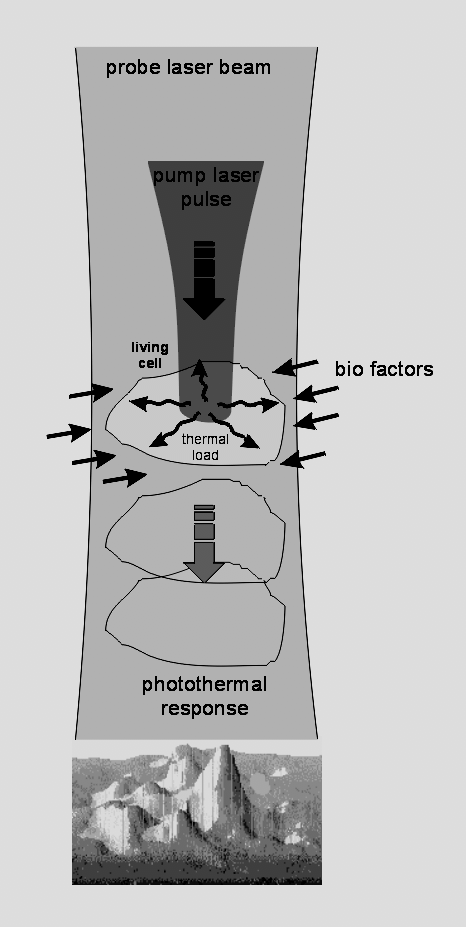 probe laser beam
pump laser
pulse
living
cell
bio factors
thermal
load
photothermal
response